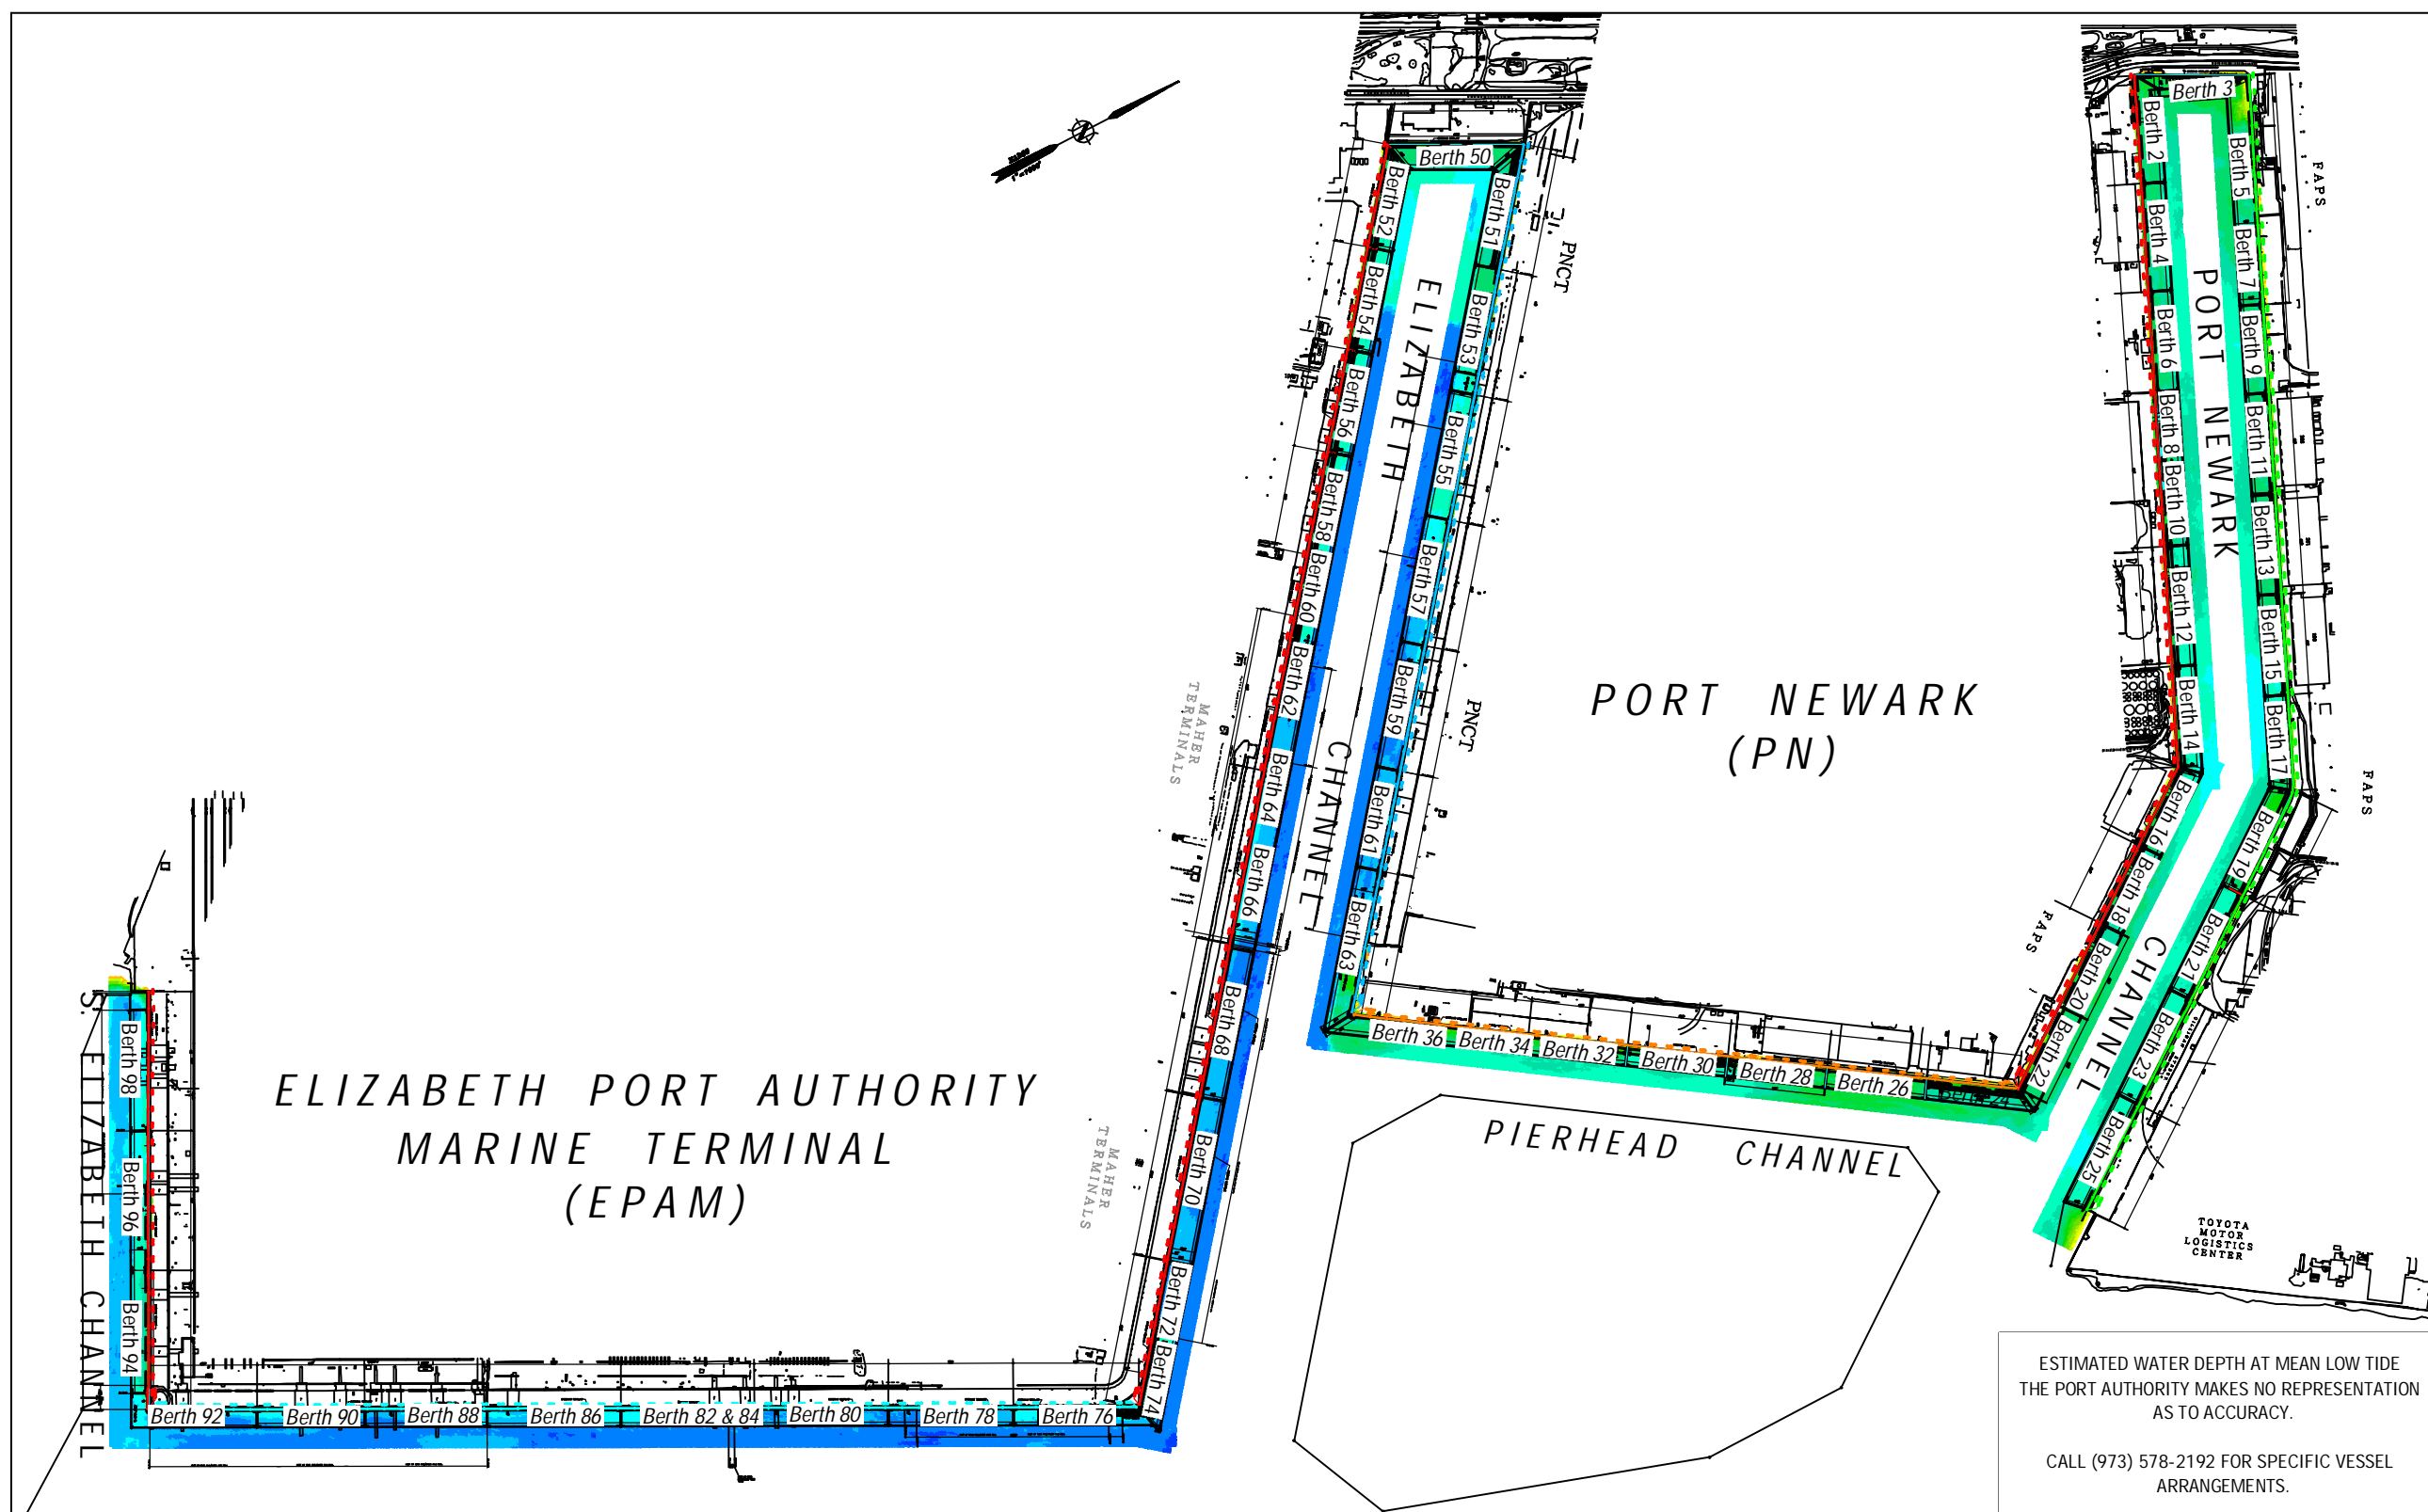 Berth 50
Berth 52
Berth 54
Berth 56
Berth 58
Berth 60
Berth 62
Berth 64
Berth 66
Berth 68
Berth 70
Berth 72
Berth 74
ELIZABETH CHANNEL
Berth 51
Berth 53
Berth 55
Berth 57
Berth 59
Berth 61
Berth 63
PNCT
PNCT
MAHER
TERMINALS
MAHER
TERMINALS
Berth 3
Berth 2
Berth 4
Berth 6
Berth 8
Berth 10
Berth 12
Berth 14
Berth 16
Berth 18
Berth 20
Berth 22
PORT NEWARK CHANNEL
Berth 5
Berth 7
Berth 9
Berth 11
Berth 13
Berth 15
Berth 17
Berth 19
Berth 21
Berth 23
Berth 25
FAPS
FAPS
FAPS
PORT NEWARK
(PN)
Berth 36
Berth 34
Berth 32
Berth 30
Berth 28
Berth 26
Berth 24
PIERHEAD CHANNEL
TOYOTA
MOTOR
LOGISTICS
CENTER
ELIZABETH PORT AUTHORITY
MARINE TERMINAL
(EPAM)
S. ELIZABETH CHANNEL
Berth 98
Berth 96
Berth 94
Berth 92
Berth 90
Berth 88
Berth 86
Berth 82 & 84
Berth 80
Berth 78
Berth 76
ESTIMATED WATER DEPTH AT MEAN LOW TIDE
THE PORT AUTHORITY MAKES NO REPRESENTATION
AS TO ACCURACY.
CALL (973) 578-2192 FOR SPECIFIC VESSEL
ARRANGEMENTS.